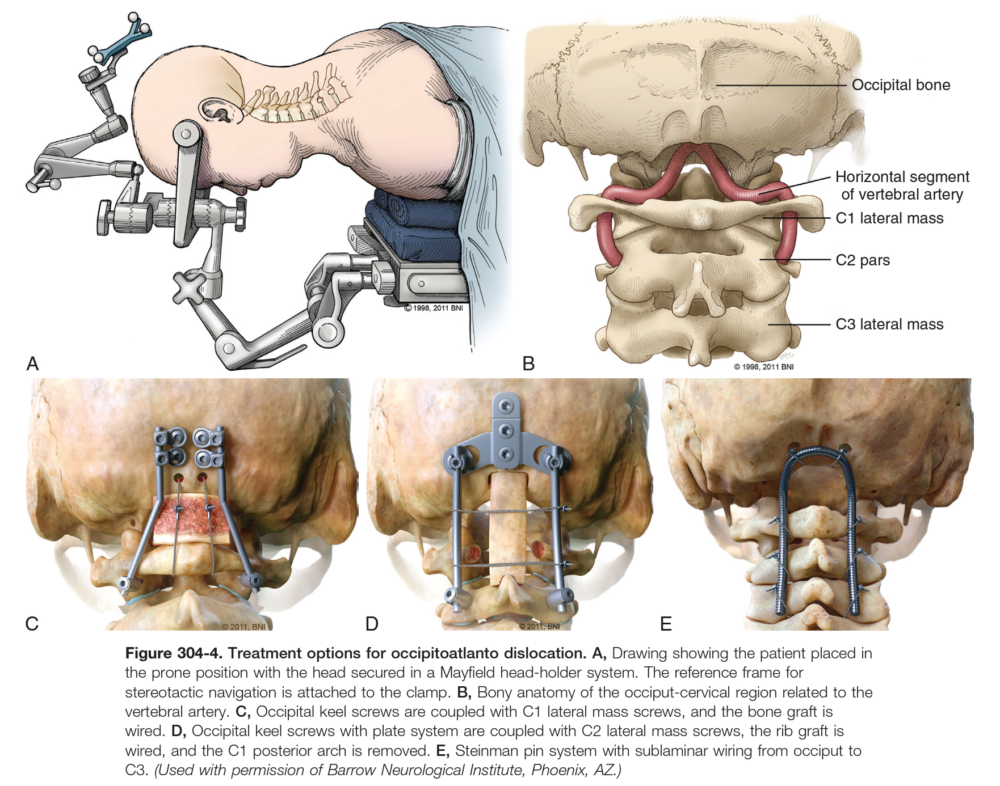 Occipital bone
Horizontal segment
of vertebral artery
C1 lateral mass
C2 pars
C3 lateral mass
© 1998, 2011 BNI
A
B
MS
© 1998, 2011 BNI
C
© 2011, BNI
D
© 2011, BNI
E
Figure 304-4. Treatment options for occipitoatlanto dislocation. A, Drawing showing the patient placed in
the prone position with the head secured in a Mayfield head-holder system. The reference frame for
stereotactic navigation is attached to the clamp. B, Bony anatomy of the occiput-cervical region related to the
vertebral artery. C, Occipital keel screws are coupled with C1 lateral mass screws, and the bone graft is
wired. D, Occipital keel screws with plate system are coupled with C2 lateral mass screws, the rib graft is
wired, and the C1 posterior arch is removed. E, Steinman pin system with sublaminar wiring from occiput to
C3. (Used with permission of Barrow Neurological Institute, Phoenix, AZ.)